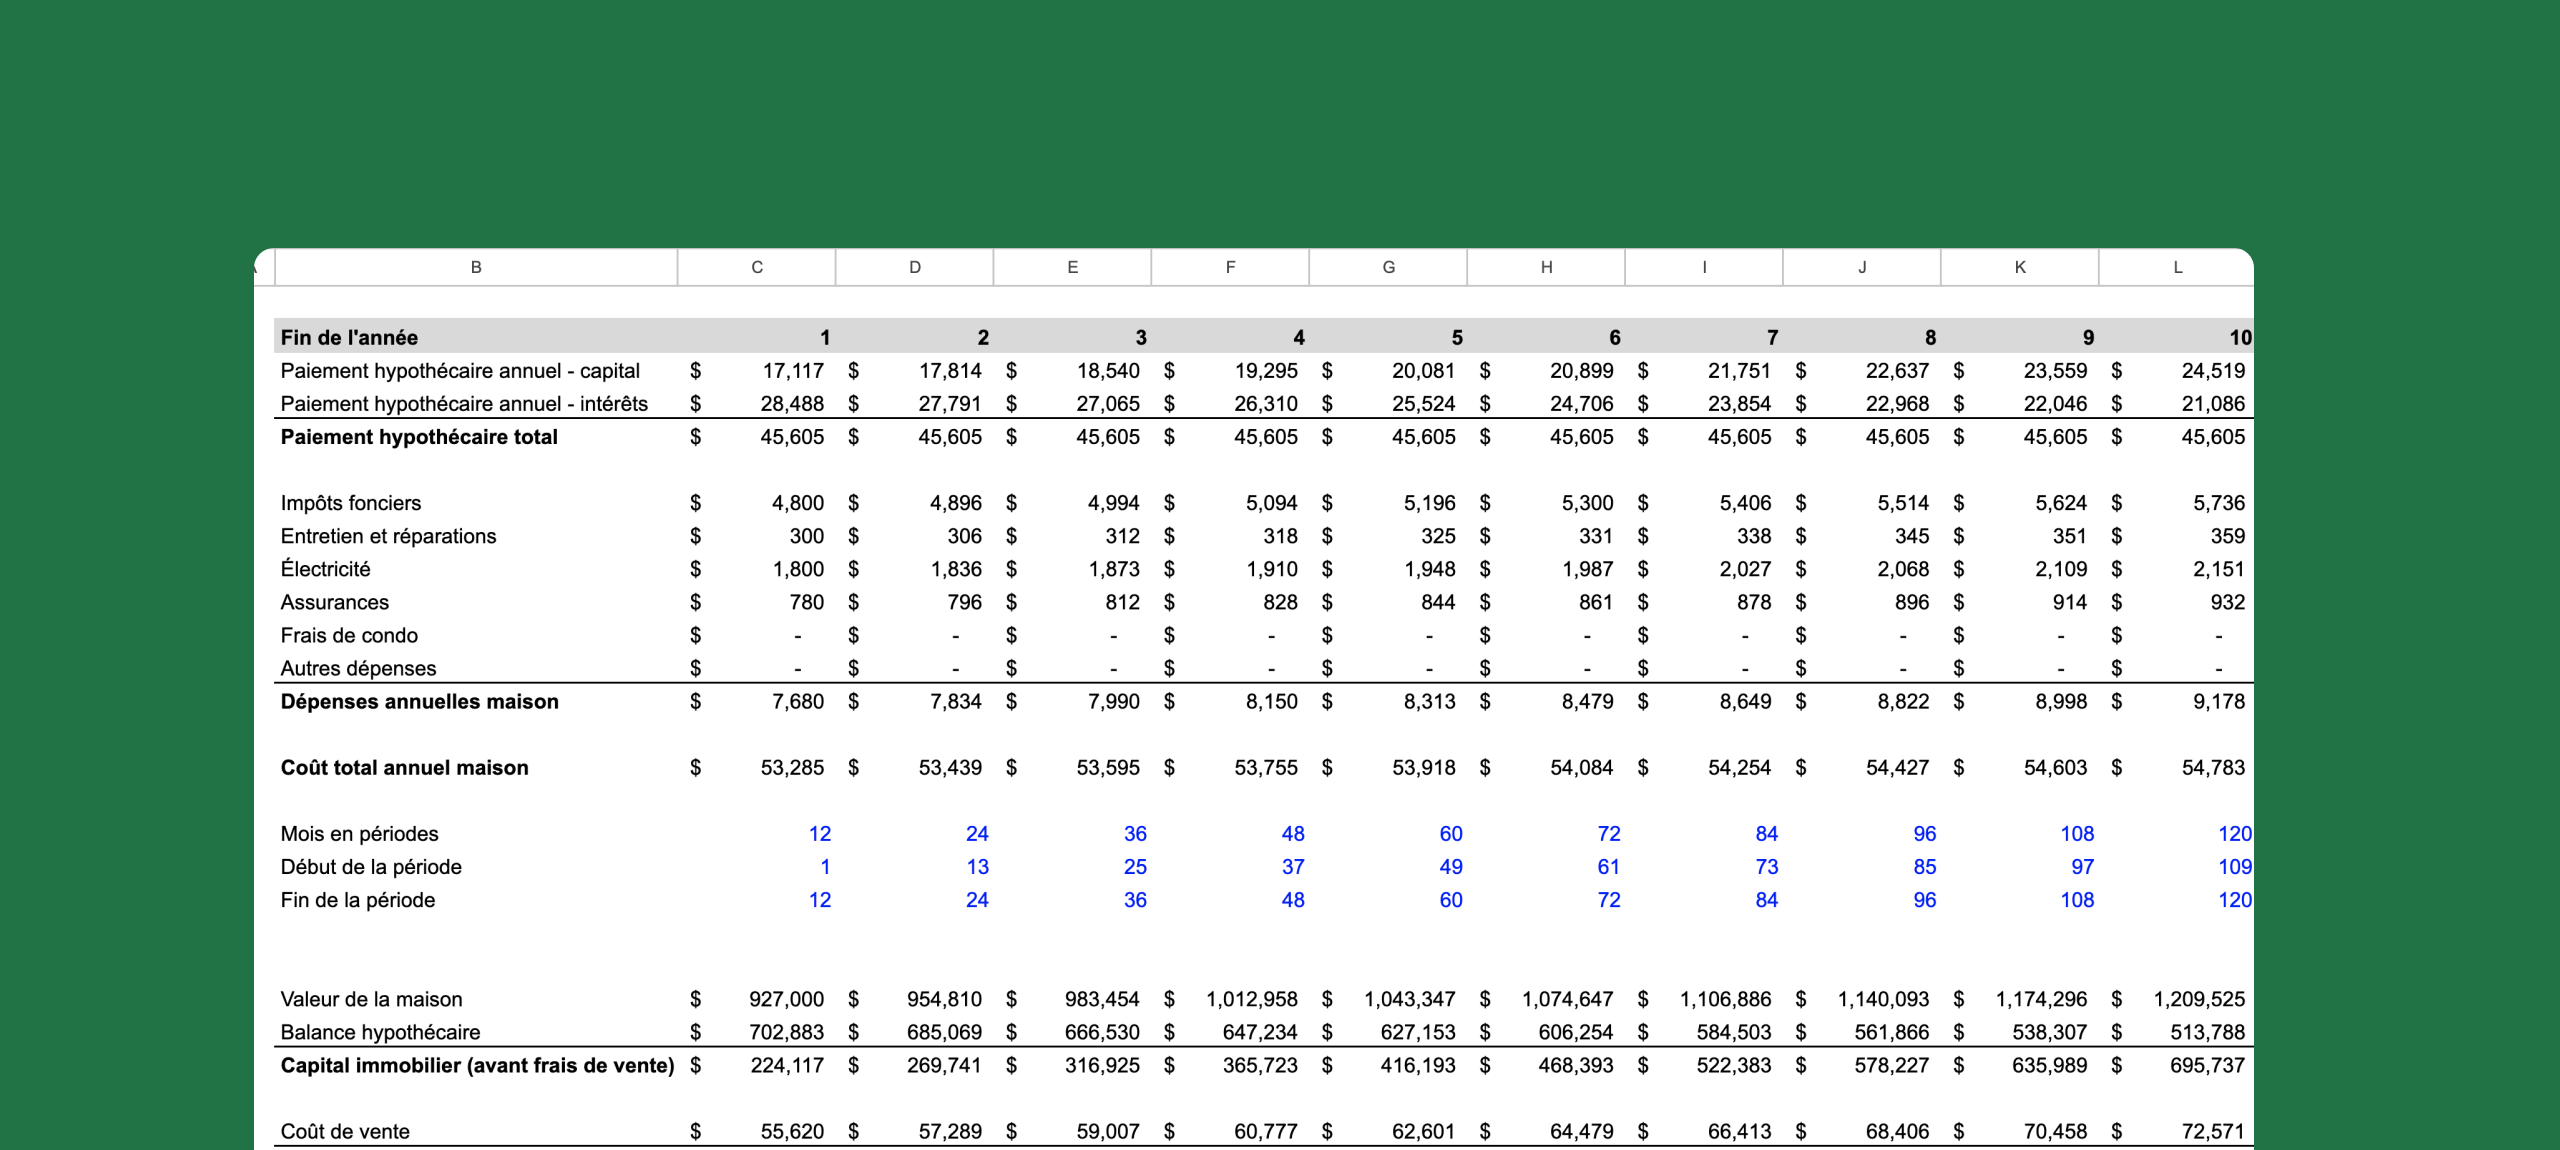 B C D E F G H I J K L
Fin de l'année 1 2 3 4 5 6 7 8 9 10
Paiement hypothécaire annuel - capital $ 17,117 $ 17,814 $ 18,540 $ 19,295 $ 20,081 $ 20,899 $ 21,751 $ 22,637 $ 23,559 $ 24,519
Paiement hypothécaire annuel - intérêts $ 28,488 $ 27,791 $ 27,065 $ 26,310 $ 25,524 $ 24,706 $ 23,854 $ 22,968 $ 22,046 $ 21,086
Paiement hypothécaire total $ 45,605 $ 45,605 $ 45,605 $ 45,605 $ 45,605 $ 45,605 $ 45,605 $ 45,605 $ 45,605 $ 45,605
Impôts fonciers $ 4,800 $ 4,896 $ 4,994 $ 5,094 $ 5,196 $ 5,300 $ 5,406 $ 5,514 $ 5,624 $ 5,736
Entretien et réparations $ 300 $ 306 $ 312 $ 318 $ 325 $ 331 $ 338 $ 345 $ 351 $ 359
Électricité $ 1,800 $ 1,836 $ 1,873 $ 1,910 $ 1,948 $ 1,987 $ 2,027 $ 2,068 $ 2,109 $ 2,151
Assurances $ 780 $ 796 $ 812 $ 828 $ 844 $ 861 $ 878 $ 896 $ 914 $ 932
Frais de condo $ - $ - $ - $ - $ - $ - $ - $ - $ - $ -
Autres dépenses $ - $ - $ - $ - $ - $ - $ - $ - $ - $ -
Dépenses annuelles maison $ 7,680 $ 7,834 $ 7,990 $ 8,150 $ 8,313 $ 8,479 $ 8,649 $ 8,822 $ 8,998 $ 9,178
Coût total annuel maison $ 53,285 $ 53,439 $ 53,595 $ 53,755 $ 53,918 $ 54,084 $ 54,254 $ 54,427 $ 54,603 $ 54,783
Mois en périodes 12 24 36 48 60 72 84 96 108 120
Début de la période 1 13 25 37 49 61 73 85 97 109
Fin de la période 12 24 36 48 60 72 84 96 108 120
Valeur de la maison $ 927,000 $ 954,810 $ 983,454 $ 1,012,958 $ 1,043,347 $ 1,074,647 $ 1,106,886 $ 1,140,093 $ 1,174,296 $ 1,209,525
Balance hypothécaire $ 702,883 $ 685,069 $ 666,530 $ 647,234 $ 627,153 $ 606,254 $ 584,503 $ 561,866 $ 538,307 $ 513,788
Capital immobilier (avant frais de vente) $ 224,117 $ 269,741 $ 316,925 $ 365,723 $ 416,193 $ 468,393 $ 522,383 $ 578,227 $ 635,989 $ 695,737
Coût de vente $ 55,620 $ 57,289 $ 59,007 $ 60,777 $ 62,601 $ 64,479 $ 66,413 $ 68,406 $ 70,458 $ 72,571